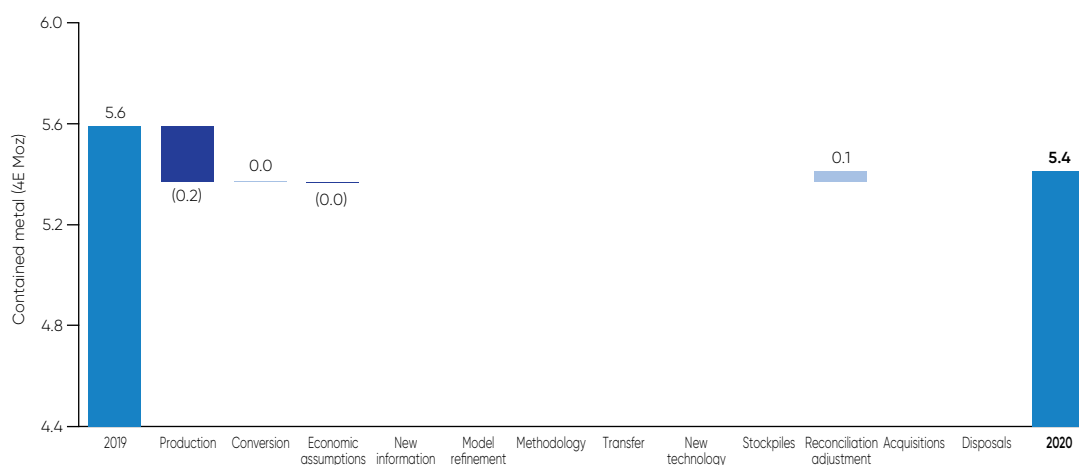 6.0
5.6
5.2
4.8
4.4
Contained metal (4E Moz)
5.6
(0.2)
0.0
(0.0)
0.1
5.4
2019
Production
Conversion
Economic
assumptions
New
information
Model
refinement
Methodology
Transfer
New
technology
Stockpiles
Reconciliation
adjustment
Acquisitions
Disposals
2020